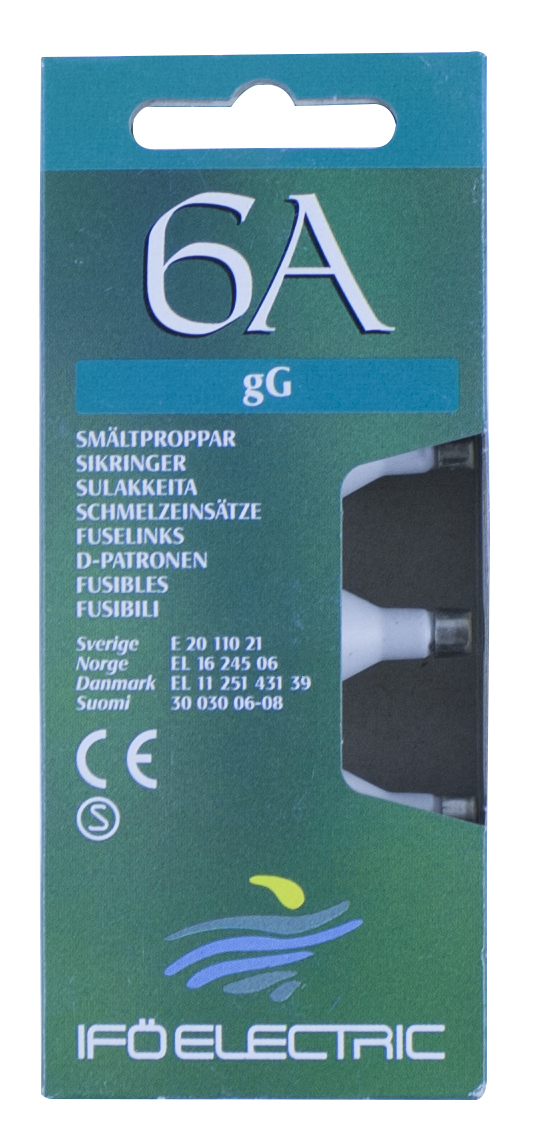 6A
gG
SMÄLTPROPPAR
SIKRINGER
SULAKKEITA
SCHMELZEINSÄTZE
FUSELINKS
D-PATRONEN
FUSIBLES
FUSIBILI
Sverige E 20 110 21
Norge EL 16 245 06
Danmark EL 11 251 431 39
Suomi 30 030 06-08
CE
S
IFÖ ELECTRIC